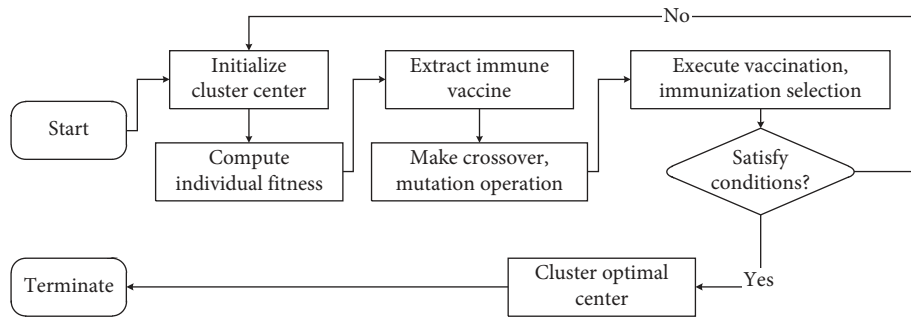 No
Initialize
cluster center
Extract immune
vaccine
Execute vaccination,
immunization selection
Start
Compute
individual fitness
Make crossover,
mutation operation
Satisfy
conditions?
Yes
Cluster optimal
center
Terminate